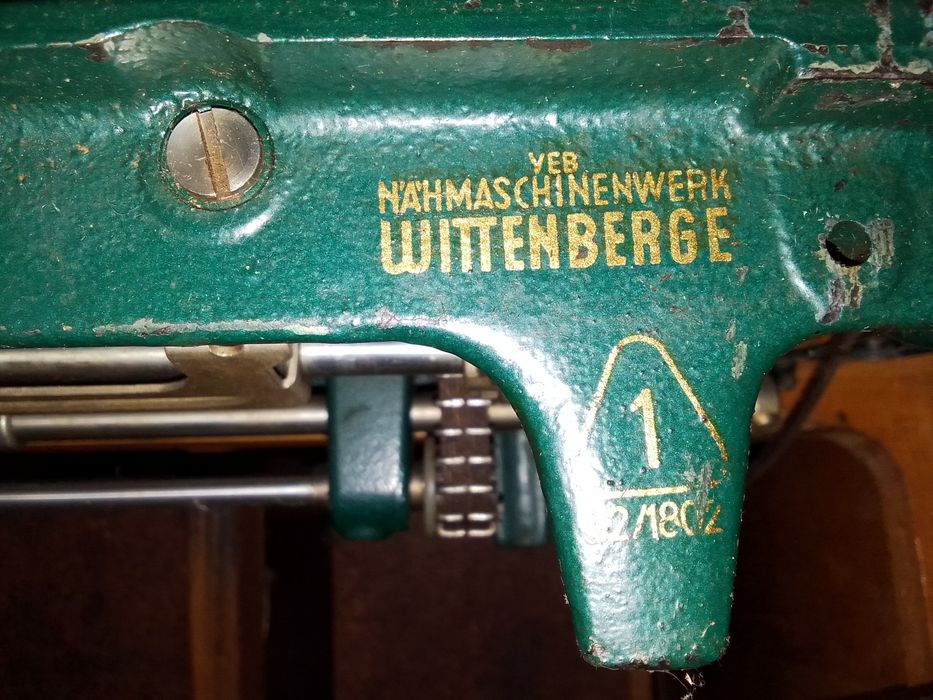 VEB
NÄHMASCHINENWERK
WITTENBERGE
1